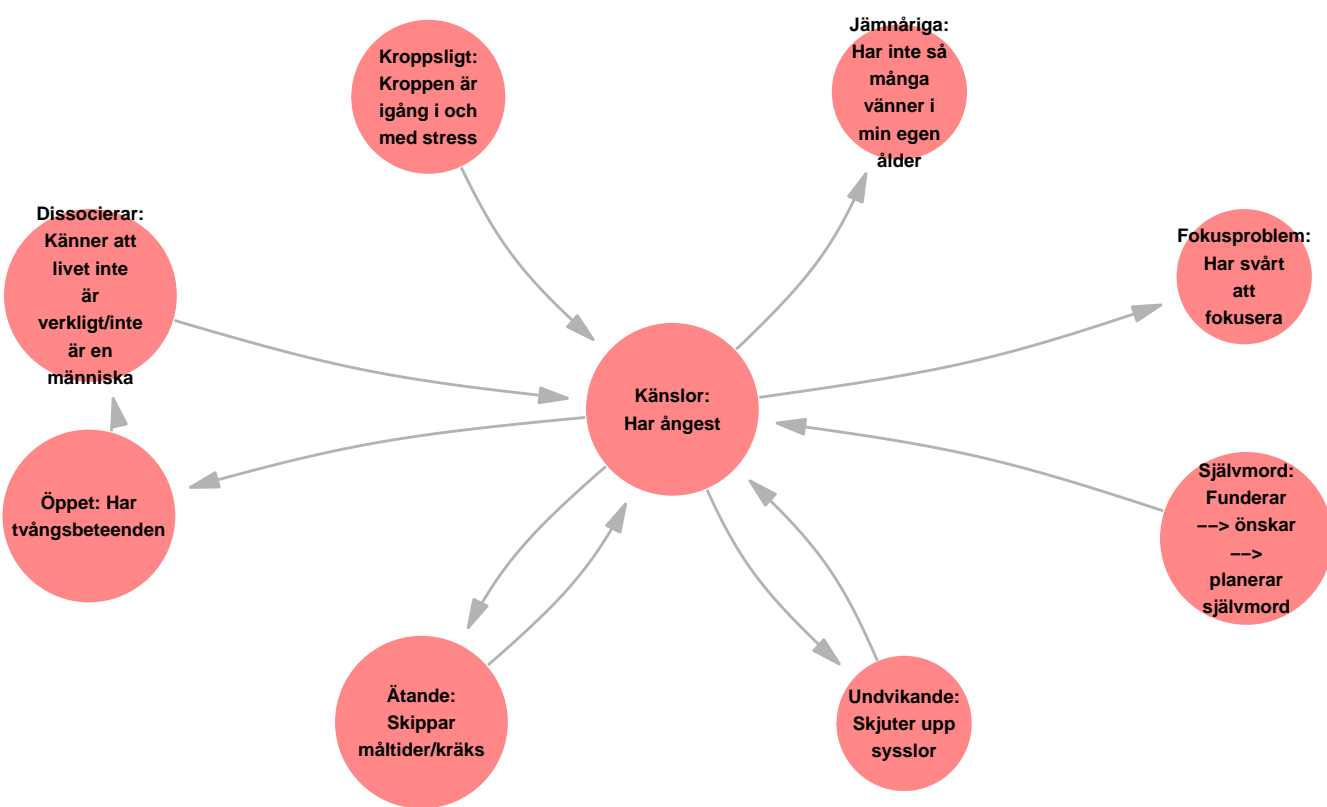 Kroppsligt:
Kroppen är
igång i och
med stress
Jämnåriga:
Har inte så
många
vänner i
min egen
ålder
Dissocierar:
Känner att
livet inte
är
verkligt/inte
är en
människa
Fokusproblem:
Har svårt
att
fokusera
Känslor:
Har ångest
Öppet: Har
tvångsbeteenden
Självmord:
Funderar
––> önskar
––>
planerar
självmord
Ätande:
Skippar
måltider/kräks
Undvikande:
Skjuter upp
sysslor